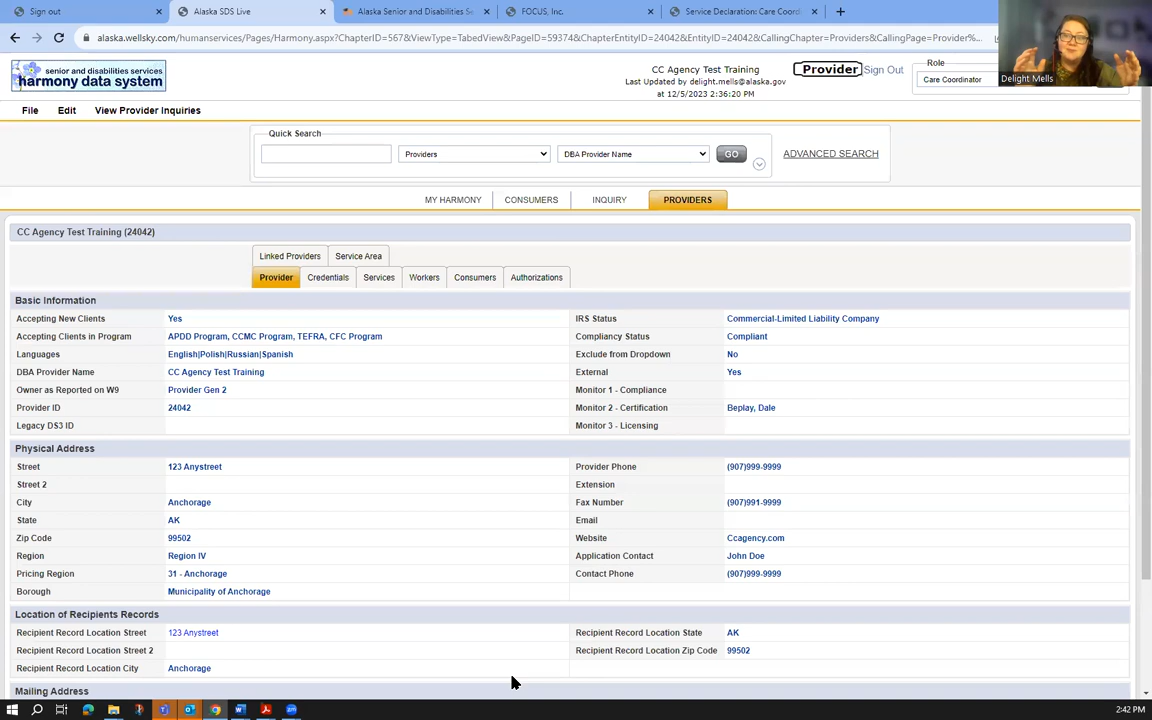 Sign out
Alaska SDS Live
Alaska Senior and Disabilities Se
FOCUS, Inc.
Service Declaration: Care Coordi
alaska.wellsky.com/humanservices/Pages/Harmony.aspx?ChapterID=567&ViewType=TabedView&PageID=59374&ChapterEntityID=24042&EntityID=24042&CallingChapter=Providers&CallingPage=Provider%...
Delight Mells
senior and disabilities services
harmony data system
CC Agency Test Training
Last Updated by delight.mells@alaska.gov
at 12/5/2023 2:36:20 PM
Provider Sign Out
Role
Care Coordinator
File Edit View Provider Inquiries
Quick Search
Providers DBA Provider Name GO ADVANCED SEARCH
MY HARMONY CONSUMERS INQUIRY PROVIDERS
CC Agency Test Training (24042)
Linked Providers Service Area
Provider Credentials Services Workers Consumers Authorizations
Basic Information
Accepting New Clients Yes IRS Status Commercial-Limited Liability Company
Accepting Clients in Program APDD Program, CCMC Program, TEFRA, CFC Program Compliancy Status Compliant
Languages English|Polish|Russian|Spanish Exclude from Dropdown No
DBA Provider Name CC Agency Test Training External Yes
Owner as Reported on W9 Provider Gen 2 Monitor 1 - Compliance
Provider ID 24042 Monitor 2 - Certification Beplay, Dale
Legacy DS3 ID Monitor 3 - Licensing
Physical Address
Street 123 Anystreet Provider Phone (907)999-9999
Street 2 Extension
City Anchorage Fax Number (907)991-9999
State AK Email
Zip Code 99502 Website Ccagency.com
Region Region IV Application Contact John Doe
Pricing Region 31 - Anchorage Contact Phone (907)999-9999
Borough Municipality of Anchorage
Location of Recipients Records
Recipient Record Location Street 123 Anystreet Recipient Record Location State AK
Recipient Record Location Street 2 Recipient Record Location Zip Code 99502
Recipient Record Location City Anchorage
Mailing Address
2:42 PM